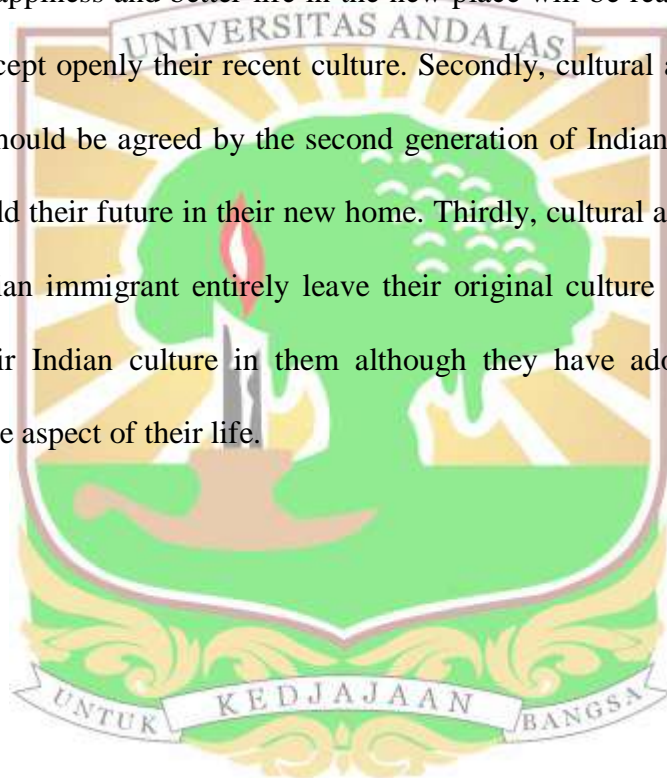 appiness and better life in the new place will be rea
UNIVERSITAS ANDALAS
cept openly their recent culture. Secondly, cultural a
hould be agreed by the second generation of Indian
ld their future in their new home. Thirdly, cultural a
ian immigrant entirely leave their original culture
ir Indian culture in them although they have ado
e aspect of their life.
UNTUK KEDJAJAAN BANGSA